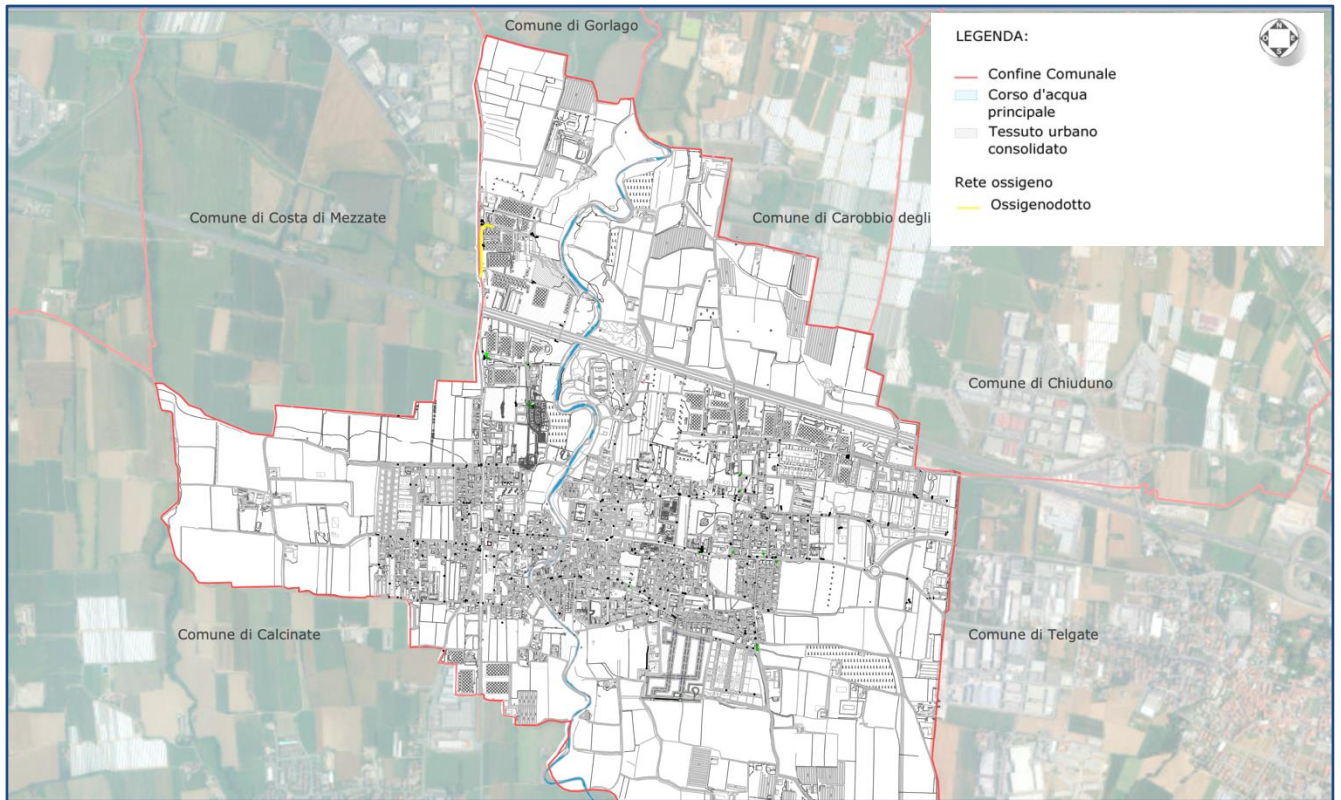 Comune di Gorlago
LEGENDA:
Confine Comunale
Corso d'acqua
principale
Tessuto urbano
consolidato
Rete ossigeno
Ossigenodotto
N
O E
S
Comune di Costa di Mezzate
Comune di Carobbio degli
Comune di Chiuduno
Comune di Calcinate
Comune di Telgate